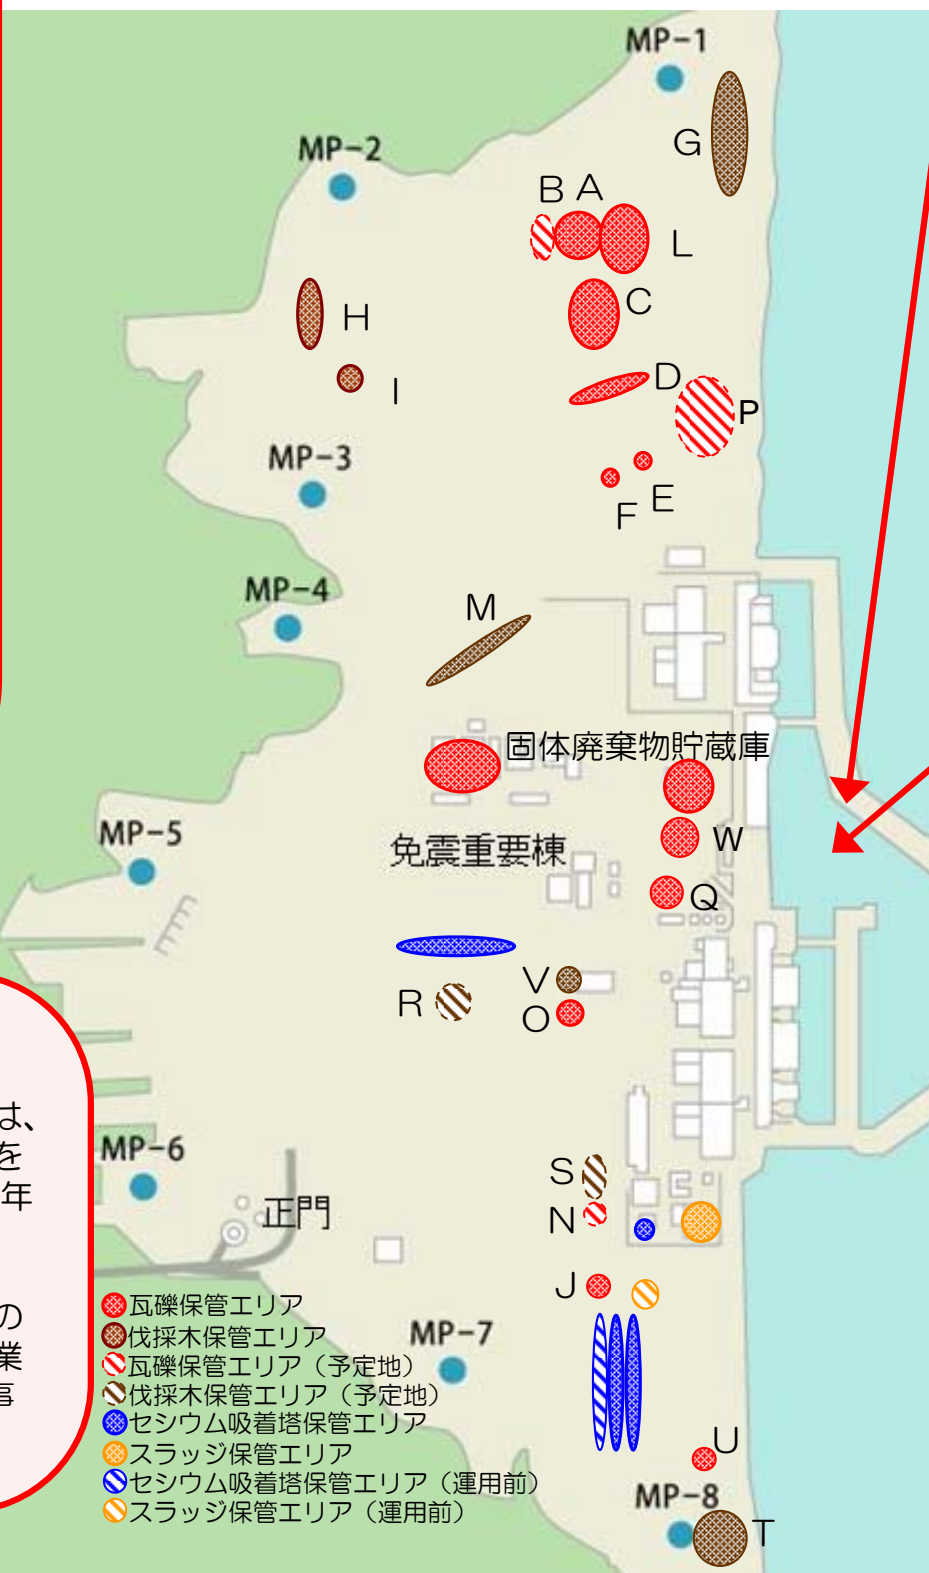 MP-1
G
MP-2
B A
L
C
H
I
D
P
MP-3
E
F
MP-4
M
固体廃棄物貯蔵庫
MP-5
免震重要棟
W
Q
V
R
O
は、
を
年
の
業
MP-6
S
正門
N
J
瓦礫保管エリア
伐採木保管エリア
瓦礫保管エリア（予定地）
伐採木保管エリア（予定地）
セシウム吸着塔保管エリア
スラッジ保管エリア
セシウム吸着塔保管エリア（運用前）
スラッジ保管エリア（運用前）
MP-7
U
MP-8
T